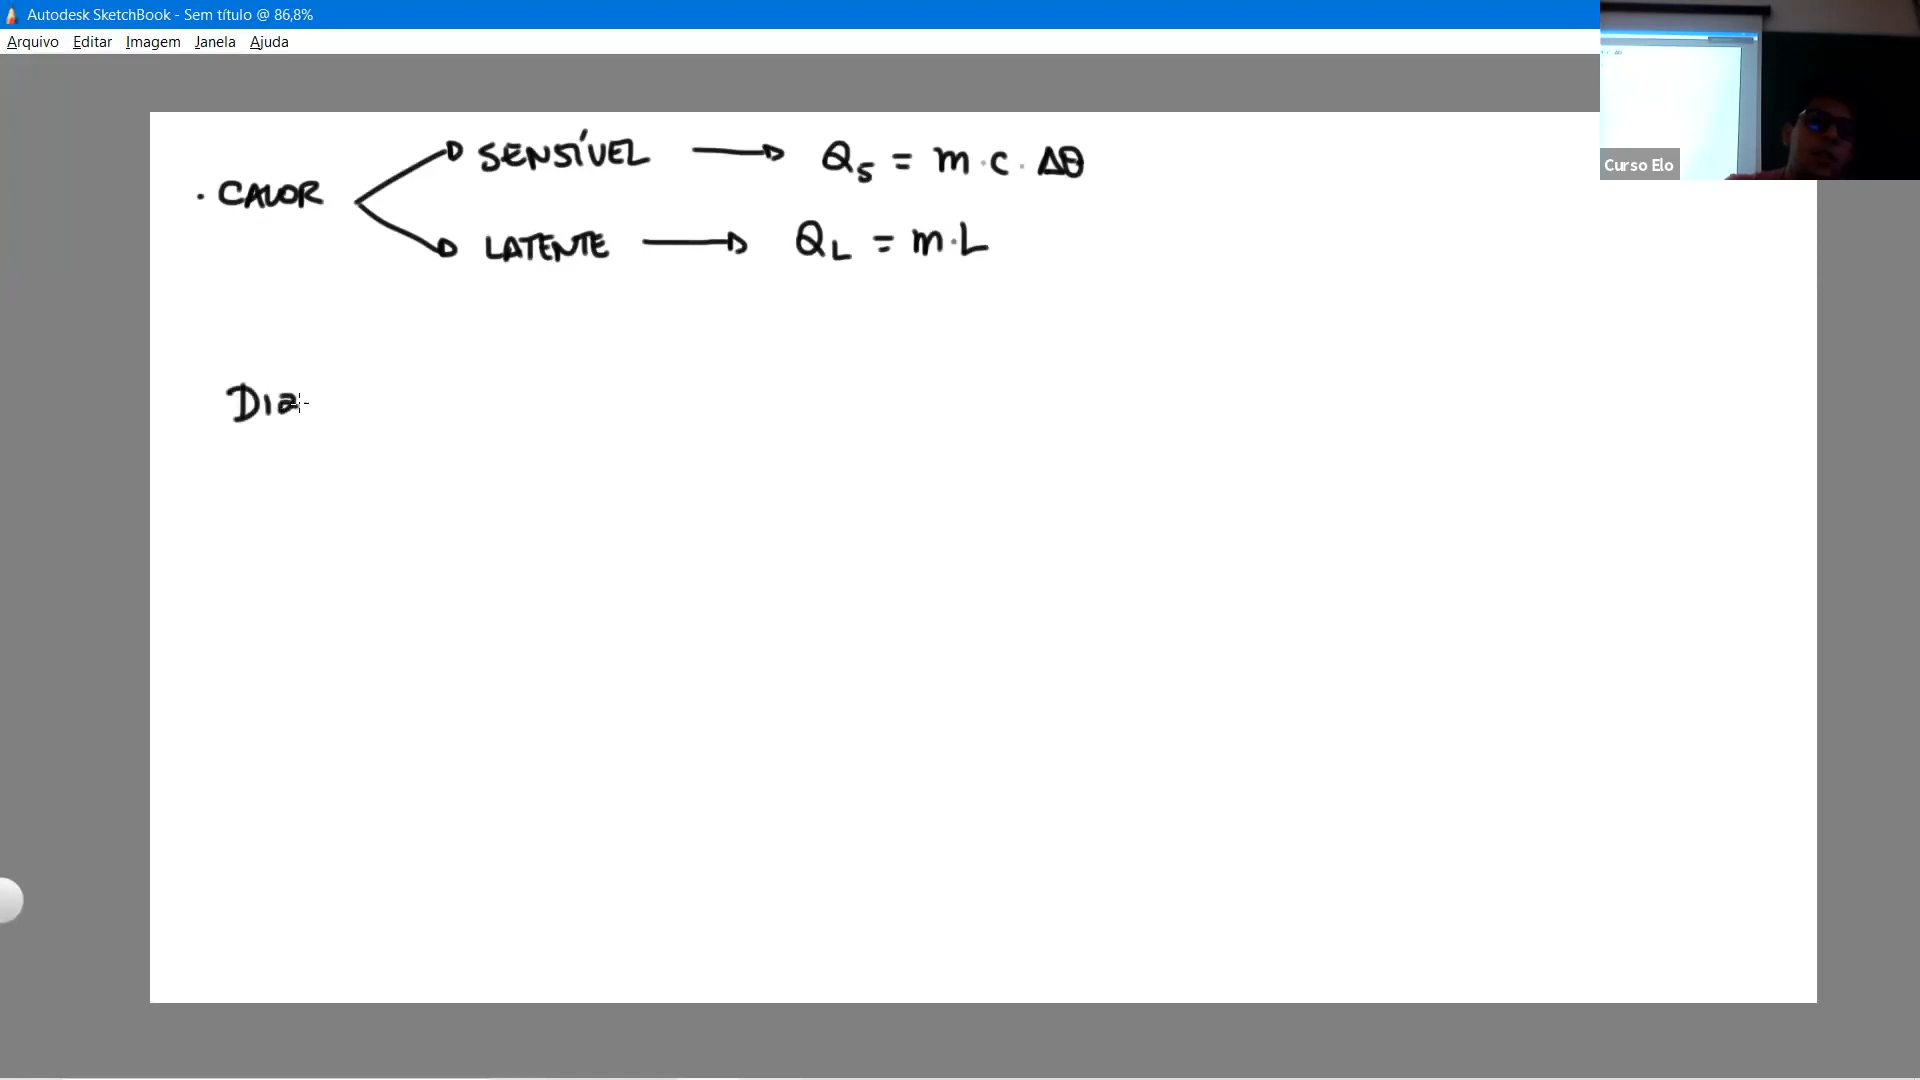 Autodesk SketchBook - Sem título @ 86,8%
Arquivo Editar Imagem Janela Ajuda
Curso Elo
SENSÍVEL → Qs = m · c · Δθ
· CALOR
LATENTE → QL = m · L
Dia